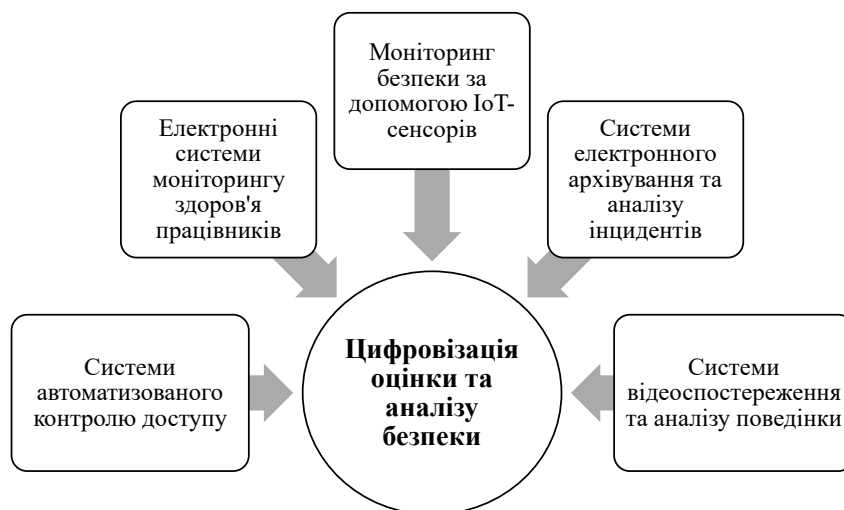 Моніторинг
безпеки за
допомогою IoT-
сенсорів
Електронні
системи
моніторингу
здоров'я
працівників
Системи
електронного
архівування та
аналізу
інцидентів
Системи
автоматизованого
контролю доступу
Цифровізація
оцінки та
аналізу
безпеки
Системи
відеоспостереження
та аналізу поведінки